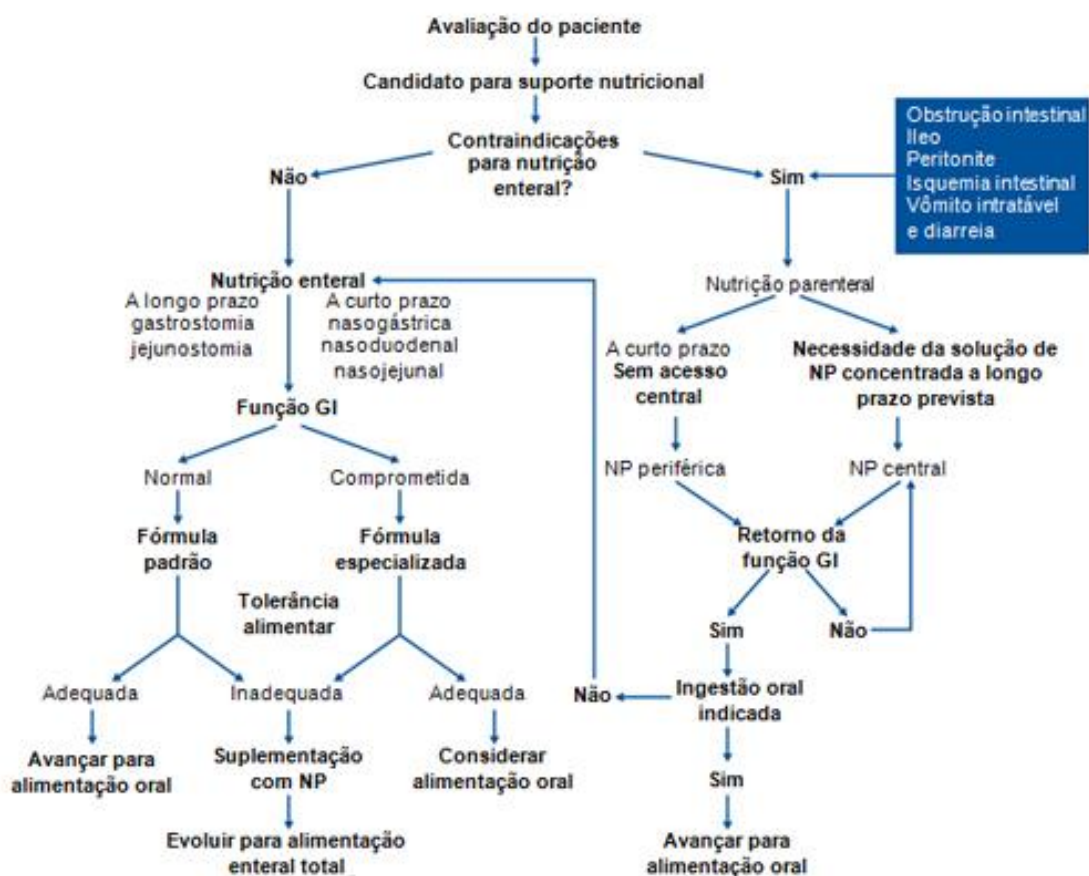 Avaliação do paciente
Candidato para suporte nutricional
Contraindicações
para nutrição
enteral?
Não
Sim
Obstrução intestinal
Ileo
Peritonite
Isquemia intestinal
Vômito intratável
e diarreia
Nutrição enteral
A longo prazo
gastrostomia
jejunostomia
A curto prazo
nasogástrica
nasoduodenal
nasojejunal
Função GI
Normal
Comprometida
Fórmula
padrão
Fórmula
especializada
Tolerância
alimentar
Adequada
Inadequada
Adequada
Avançar para
alimentação oral
Suplementação
com NP
Considerar
alimentação oral
Evoluir para alimentação
enteral total
Nutrição parenteral
A curto prazo
Sem acesso
central
Necessidade da solução de
NP concentrada a longo
prazo prevista
NP periférica
NP central
Retorno da
função GI
Sim
Não
Não
Ingestão oral
indicada
Sim
Avançar para
alimentação oral